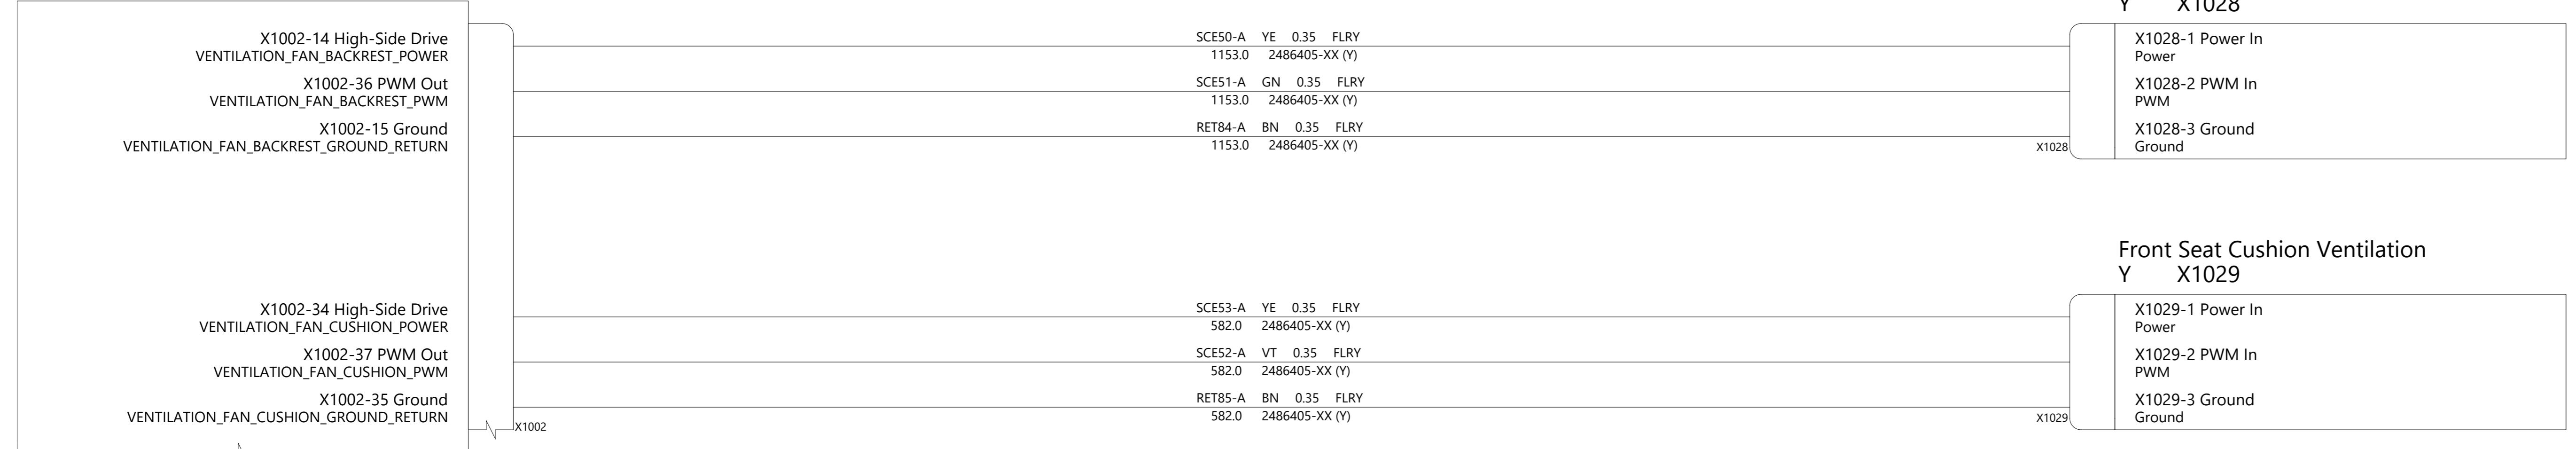 Y X1028
X1002-14 High-Side Drive
VENTILATION_FAN_BACKREST_POWER
SCE50-A YE 0.35 FLRY
1153.0 2486405-XX (Y)
X1028-1 Power In
Power
X1002-36 PWM Out
VENTILATION_FAN_BACKREST_PWM
SCE51-A GN 0.35 FLRY
1153.0 2486405-XX (Y)
X1028-2 PWM In
PWM
X1002-15 Ground
VENTILATION_FAN_BACKREST_GROUND_RETURN
RET84-A BN 0.35 FLRY
1153.0 2486405-XX (Y)
X1028
X1028-3 Ground
Ground
Front Seat Cushion Ventilation
Y X1029
X1002-34 High-Side Drive
VENTILATION_FAN_CUSHION_POWER
SCE53-A YE 0.35 FLRY
582.0 2486405-XX (Y)
X1029-1 Power In
Power
X1002-37 PWM Out
VENTILATION_FAN_CUSHION_PWM
SCE52-A VT 0.35 FLRY
582.0 2486405-XX (Y)
X1029-2 PWM In
PWM
X1002-35 Ground
VENTILATION_FAN_CUSHION_GROUND_RETURN
X1002
RET85-A BN 0.35 FLRY
582.0 2486405-XX (Y)
X1029
X1029-3 Ground
Ground